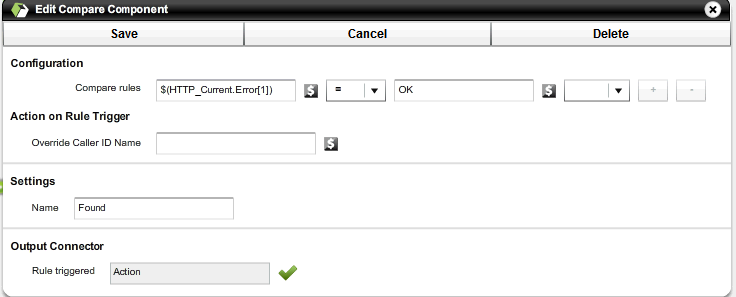 Edit Compare Component
Save Cancel Delete
Configuration
Compare rules $(HTTP_Current.Error[1]) $ = OK $ + -
Action on Rule Trigger
Override Caller ID Name $
Settings
Name Found
Output Connector
Rule triggered Action